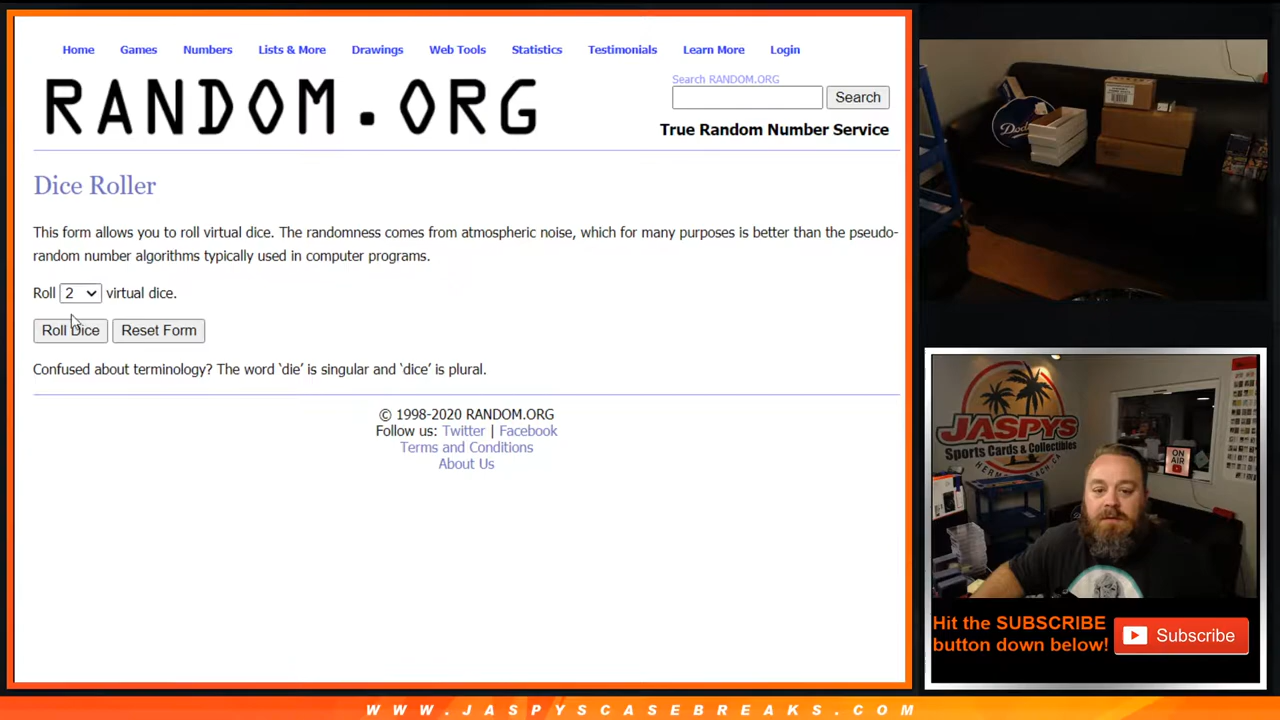 Home Games Numbers Lists & More Drawings Web Tools Statistics Testimonials Learn More Login
RANDOM.ORG
Search RANDOM.ORG
Search
True Random Number Service
Dice Roller
This form allows you to roll virtual dice. The randomness comes from atmospheric noise, which for many purposes is better than the pseudo-
random number algorithms typically used in computer programs.
Roll 2 virtual dice.
Roll Dice Reset Form
Confused about terminology? The word ‘die’ is singular and ‘dice’ is plural.
© 1998-2020 RANDOM.ORG
Follow us: Twitter | Facebook
Terms and Conditions
About Us
Dod
JASPYS
Sports Cards & Collectibles
ON
AIR
Hit the SUBSCRIBE
button down below!
Subscribe
WWW.JASPYSCASEBREAKS.COM